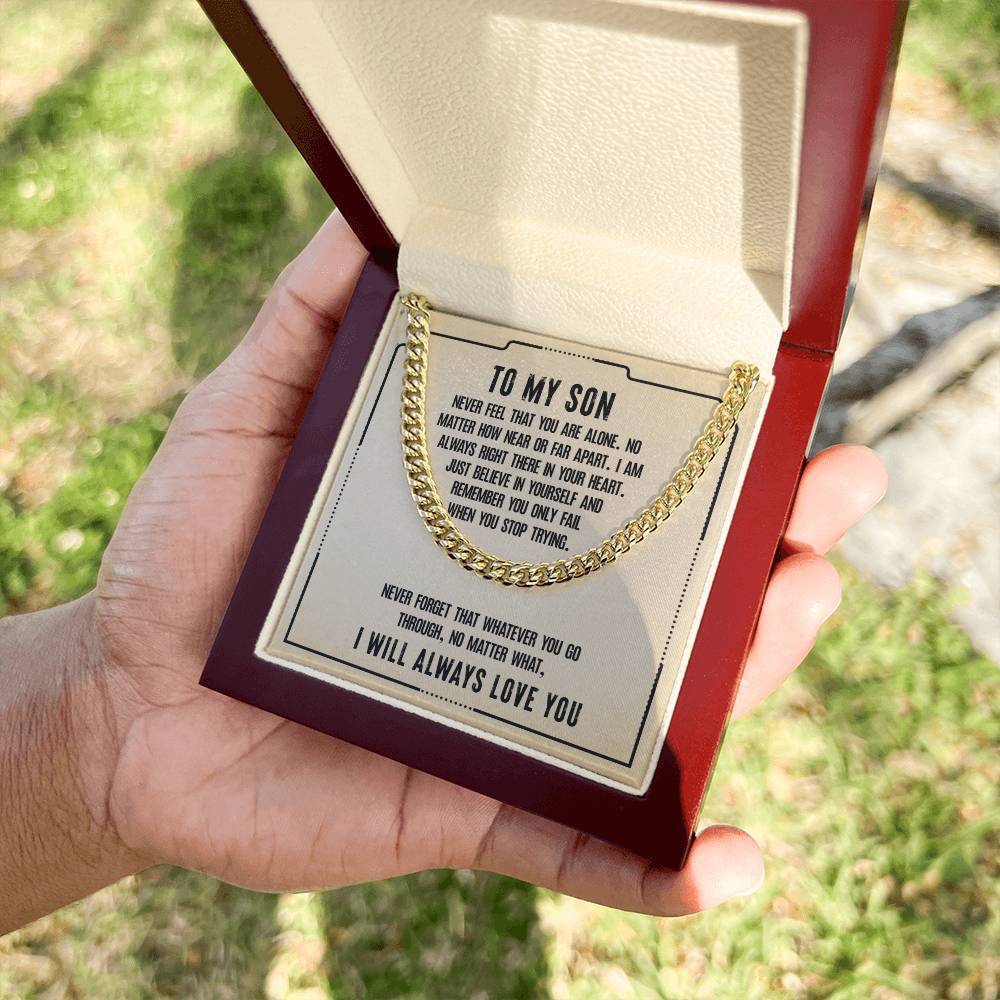 TO MY SON
NEVER FEEL THAT YOU ARE ALONE. NO
MATTER HOW NEAR OR FAR APART. I AM
ALWAYS RIGHT THERE IN YOUR HEART.
JUST BELIEVE IN YOURSELF AND
REMEMBER YOU ONLY FAIL
WHEN YOU STOP TRYING.
NEVER FORGET THAT WHATEVER YOU GO
THROUGH, NO MATTER WHAT,
I WILL ALWAYS LOVE YOU